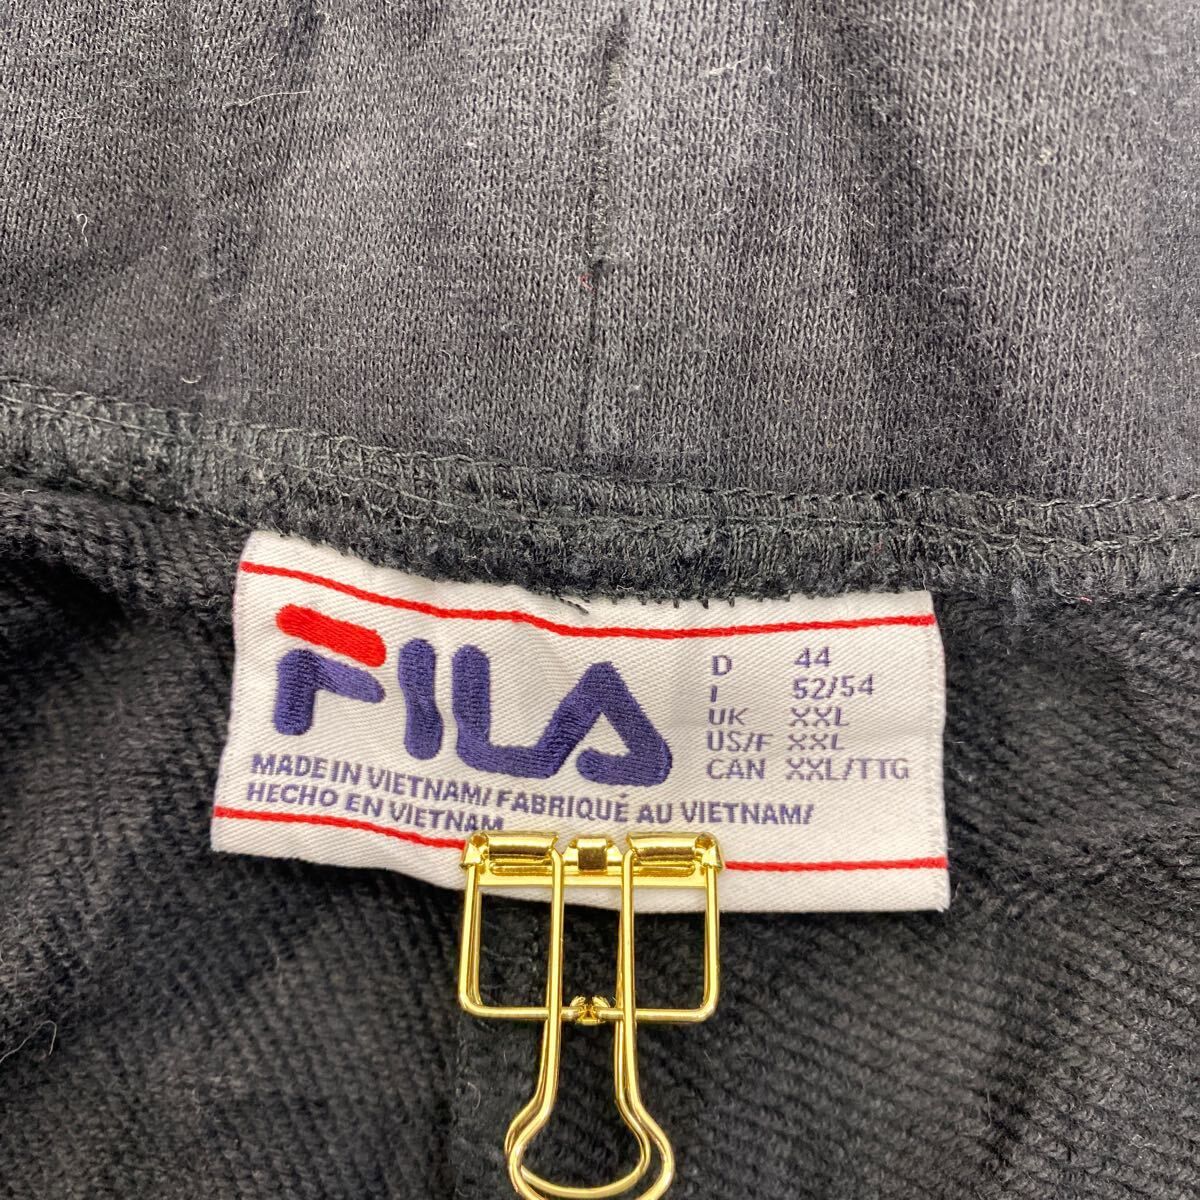 FILA
D 44
I 52/54
UK XXL
US/F XXL
CAN XXL/TTG
MADE IN VIETNAM/ FABRIQUÉ AU VIETNAM/
HECHO EN VIETNAM